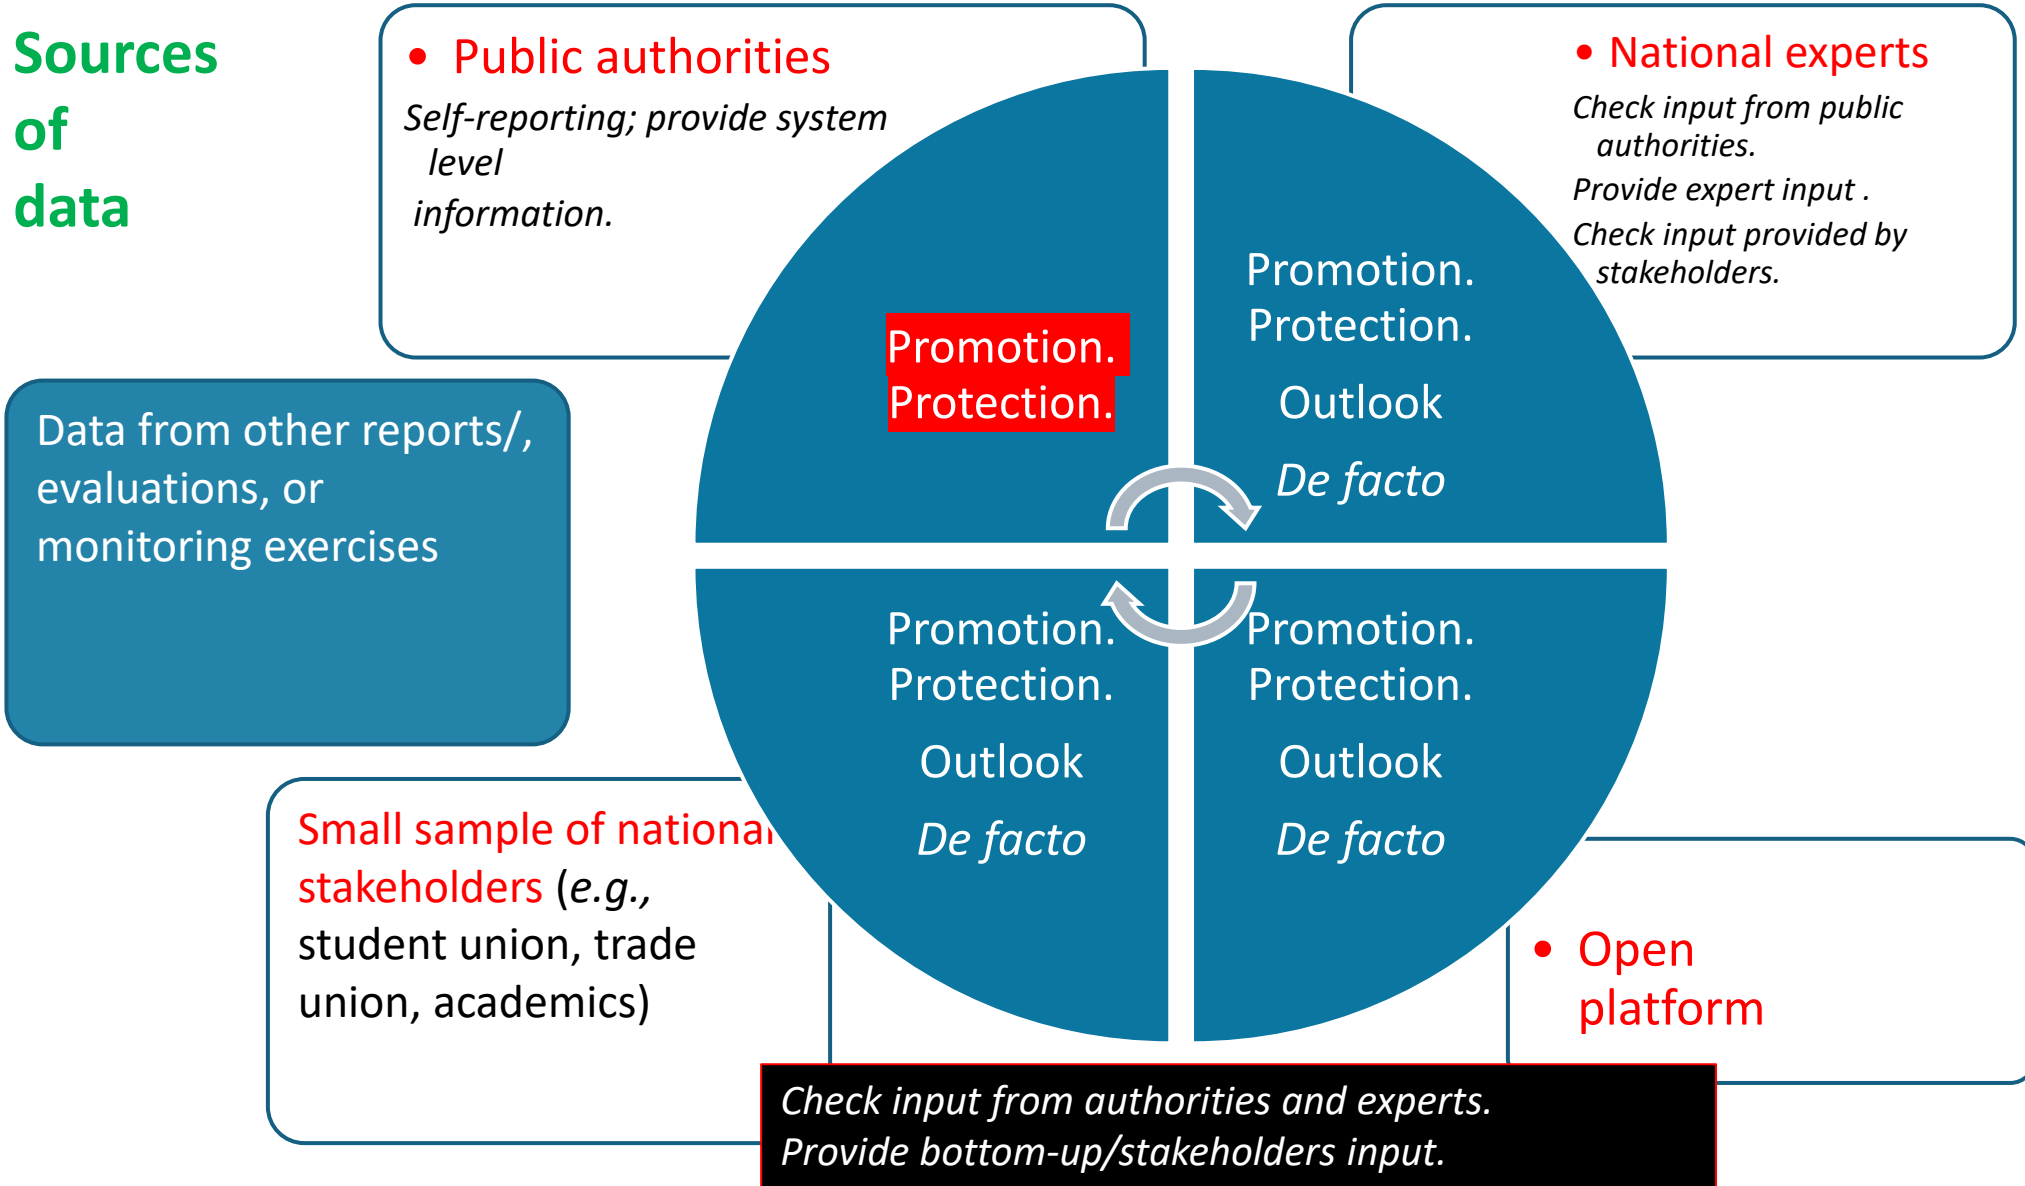 Sources
of
data
• Public authorities
Self-reporting; provide system
level
information.
• National experts
Check input from public
authorities.
Provide expert input .
Check input provided by
stakeholders.
Promotion.
Protection.
Promotion.
Protection.
Outlook
De facto
Data from other reports/,
evaluations, or
monitoring exercises
Promotion.
Protection.
Outlook
De facto
Promotion.
Protection.
Outlook
De facto
Small sample of national
stakeholders (e.g.,
student union, trade
union, academics)
• Open
platform
Check input from authorities and experts.
Provide bottom-up/stakeholders input.